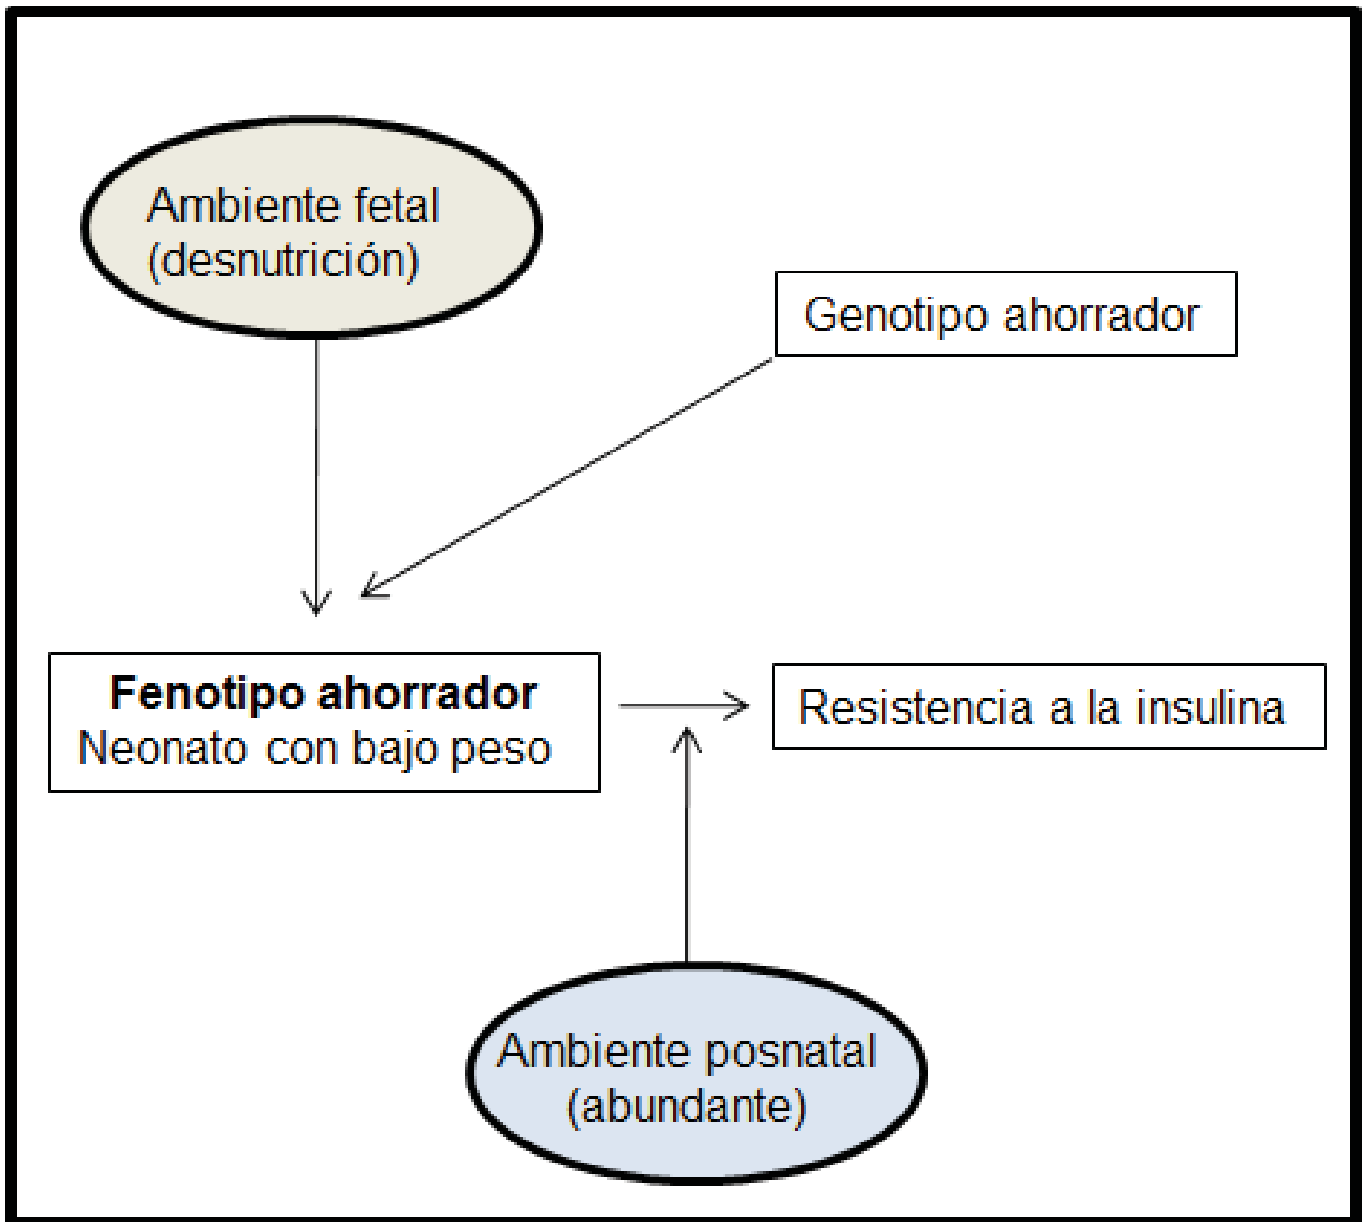 Ambiente fetal
(desnutrición)
Genotipo ahorrador
Fenotipo ahorrador
Neonato con bajo peso
Resistencia a la insulina
Ambiente posnatal
(abundante)